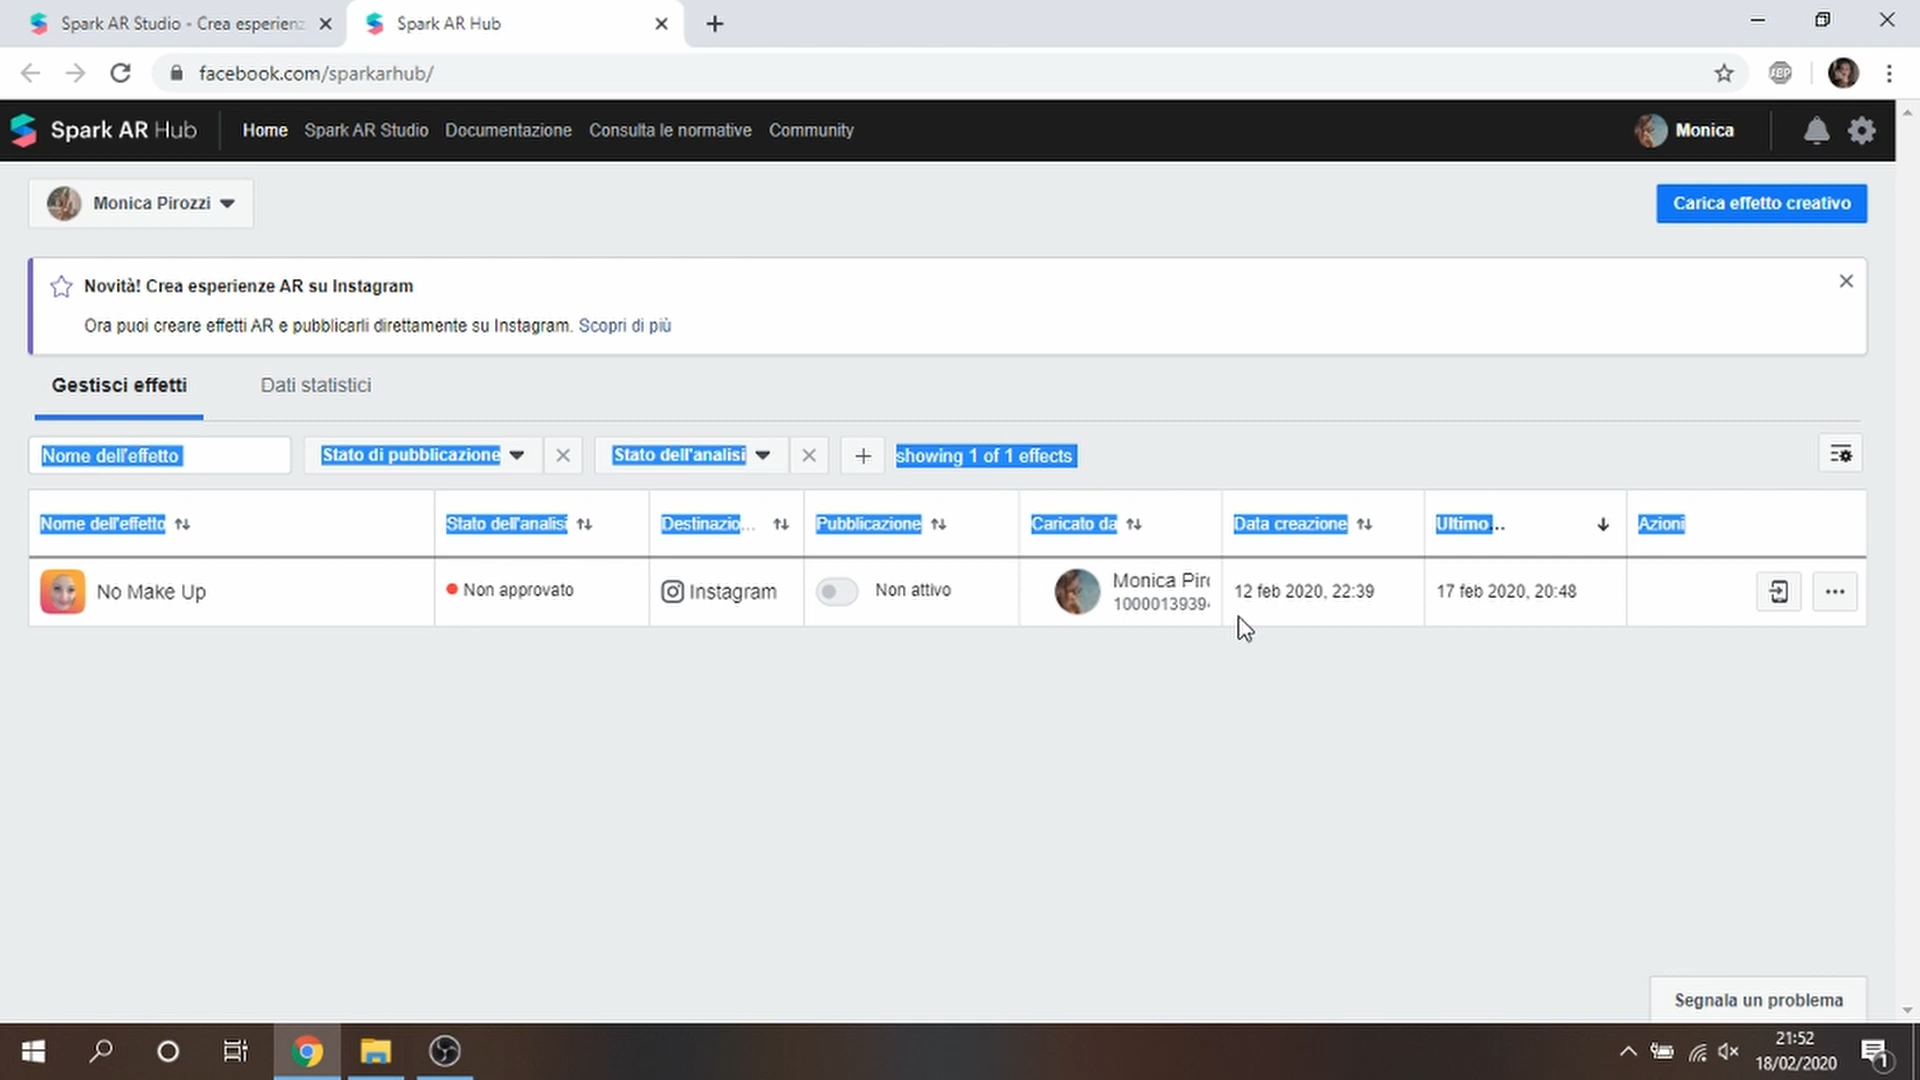 Spark AR Studio - Crea esperienz
Spark AR Hub
facebook.com/sparkarhub/
ABP
Spark AR Hub
Home
Spark AR Studio
Documentazione
Consulta le normative
Community
Monica
Monica Pirozzi
Carica effetto creativo
Novità! Crea esperienze AR su Instagram
Ora puoi creare effetti AR e pubblicarli direttamente su Instagram. Scopri di più
Gestisci effetti
Dati statistici
Nome dell'effetto
Stato di pubblicazione
Stato dell'analisi
showing 1 of 1 effects
Nome dell'effetto
Stato dell'analisi
Destinazio...
Pubblicazione
Caricato da
Data creazione
Ultimo...
Azioni
No Make Up
Non approvato
Instagram
Non attivo
Monica Pir
1000013939
12 feb 2020, 22:39
17 feb 2020, 20:48
Segnala un problema
21:52
18/02/2020
1